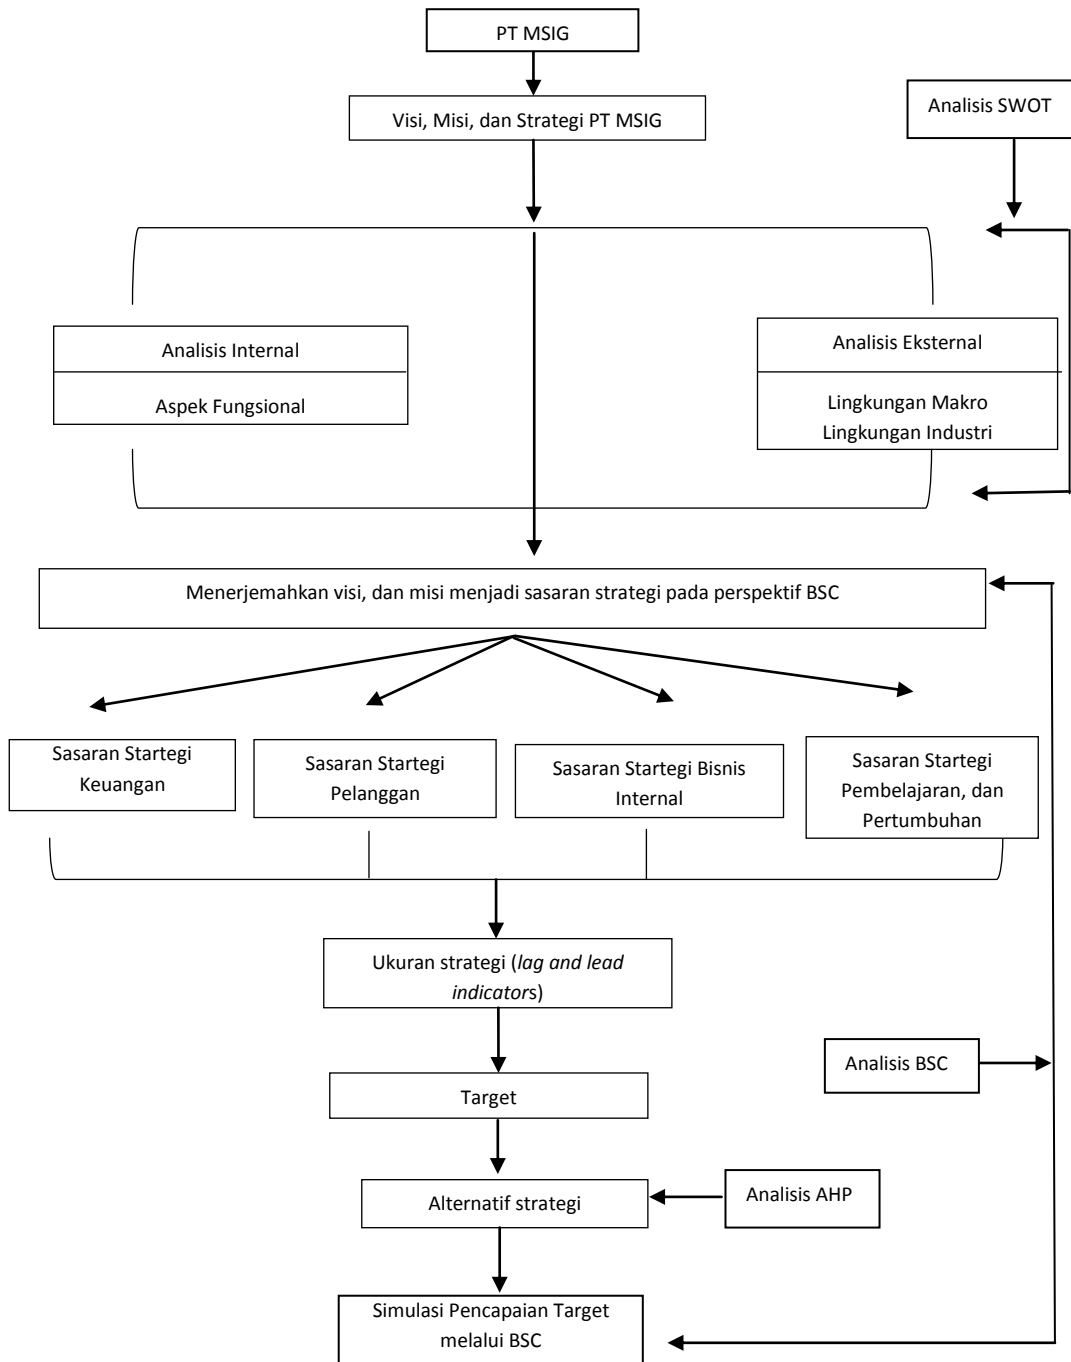 PT MSIG
Visi, Misi, dan Strategi PT MSIG
Analisis SWOT
Analisis Internal
Aspek Fungsional
Analisis Eksternal
Lingkungan Makro
Lingkungan Industri
Menerjemahkan visi, dan misi menjadi sasaran strategi pada perspektif BSC
Sasaran Startegi
Keuangan
Sasaran Startegi
Pelanggan
Sasaran Startegi Bisnis
Internal
Sasaran Startegi
Pembelajaran, dan
Pertumbuhan
Ukuran strategi (lag and lead
indicators)
Analisis BSC
Target
Alternatif strategi
Analisis AHP
Simulasi Pencapaian Target
melalui BSC